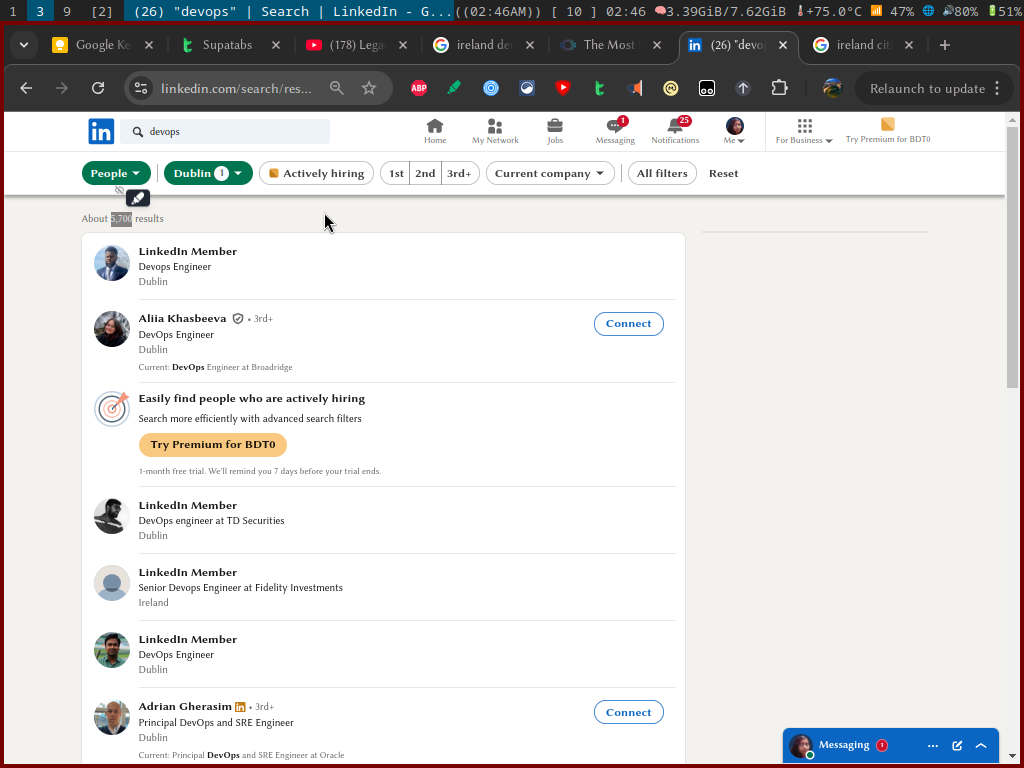 1 3 9 [2] (26) "devops" | Search | LinkedIn - G...((02:46AM)) [ 10 ] 02:46 3.39GiB/7.62GiB +75.0°C 47% 80% 51%
Google Ke Supatabs (178) Lega ireland der The Most (26) "devo ireland citi
linkedin.com/search/res... ABP Relaunch to update
in devops Home My Network Jobs 1 Messaging 25 Notifications Me For Business Try Premium for BDT0
People Dublin 1 Actively hiring 1st 2nd 3rd+ Current company All filters Reset
About 5,700 results
LinkedIn Member
Devops Engineer
Dublin
Aliia Khasbeeva • 3rd+
Connect
DevOps Engineer
Dublin
Current: DevOps Engineer at Broadridge
Easily find people who are actively hiring
Search more efficiently with advanced search filters
Try Premium for BDT0
1-month free trial. We'll remind you 7 days before your trial ends.
LinkedIn Member
DevOps engineer at TD Securities
Dublin
LinkedIn Member
Senior Devops Engineer at Fidelity Investments
Ireland
LinkedIn Member
DevOps Engineer
Dublin
Adrian Gherasim in • 3rd+
Connect
Principal DevOps and SRE Engineer
Dublin
Current: Principal DevOps and SRE Engineer at Oracle
Messaging 1